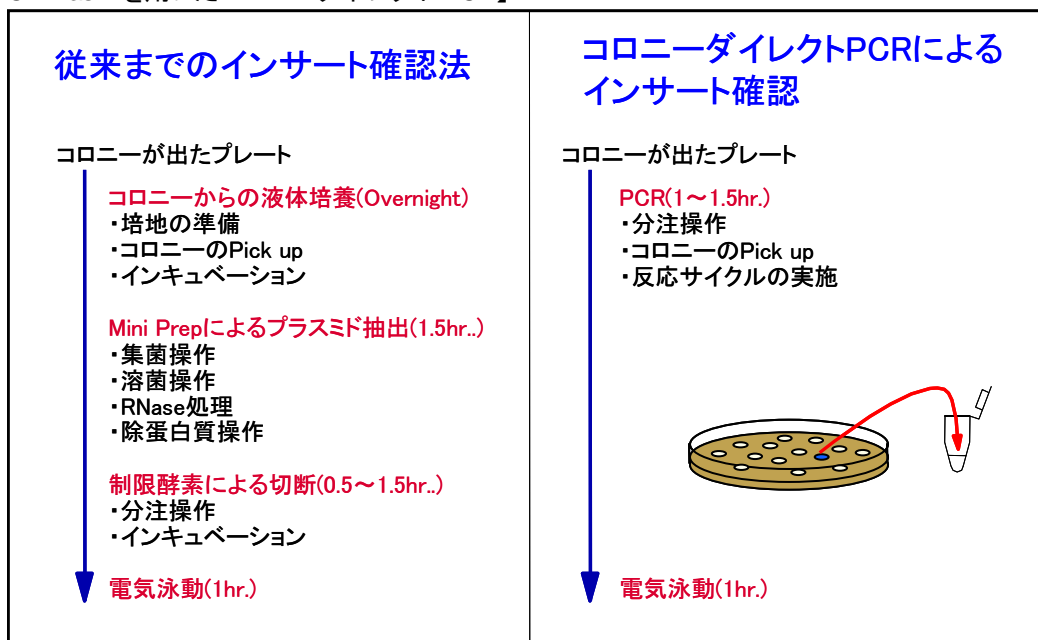 従来までのインサート確認法
コロニーが出たプレート
コロニーからの液体培養(Overnight)
・培地の準備
・コロニーのPick up
・インキュベーション
Mini Prepによるプラスミド抽出(1.5hr..)
・集菌操作
・溶菌操作
・RNase処理
・除蛋白質操作
制限酵素による切断(0.5～1.5hr..)
・分注操作
・インキュベーション
電気泳動(1hr.)
コロニーダイレクトPCRによる
インサート確認
コロニーが出たプレート
PCR(1～1.5hr.)
・分注操作
・コロニーのPick up
・反応サイクルの実施
電気泳動(1hr.)